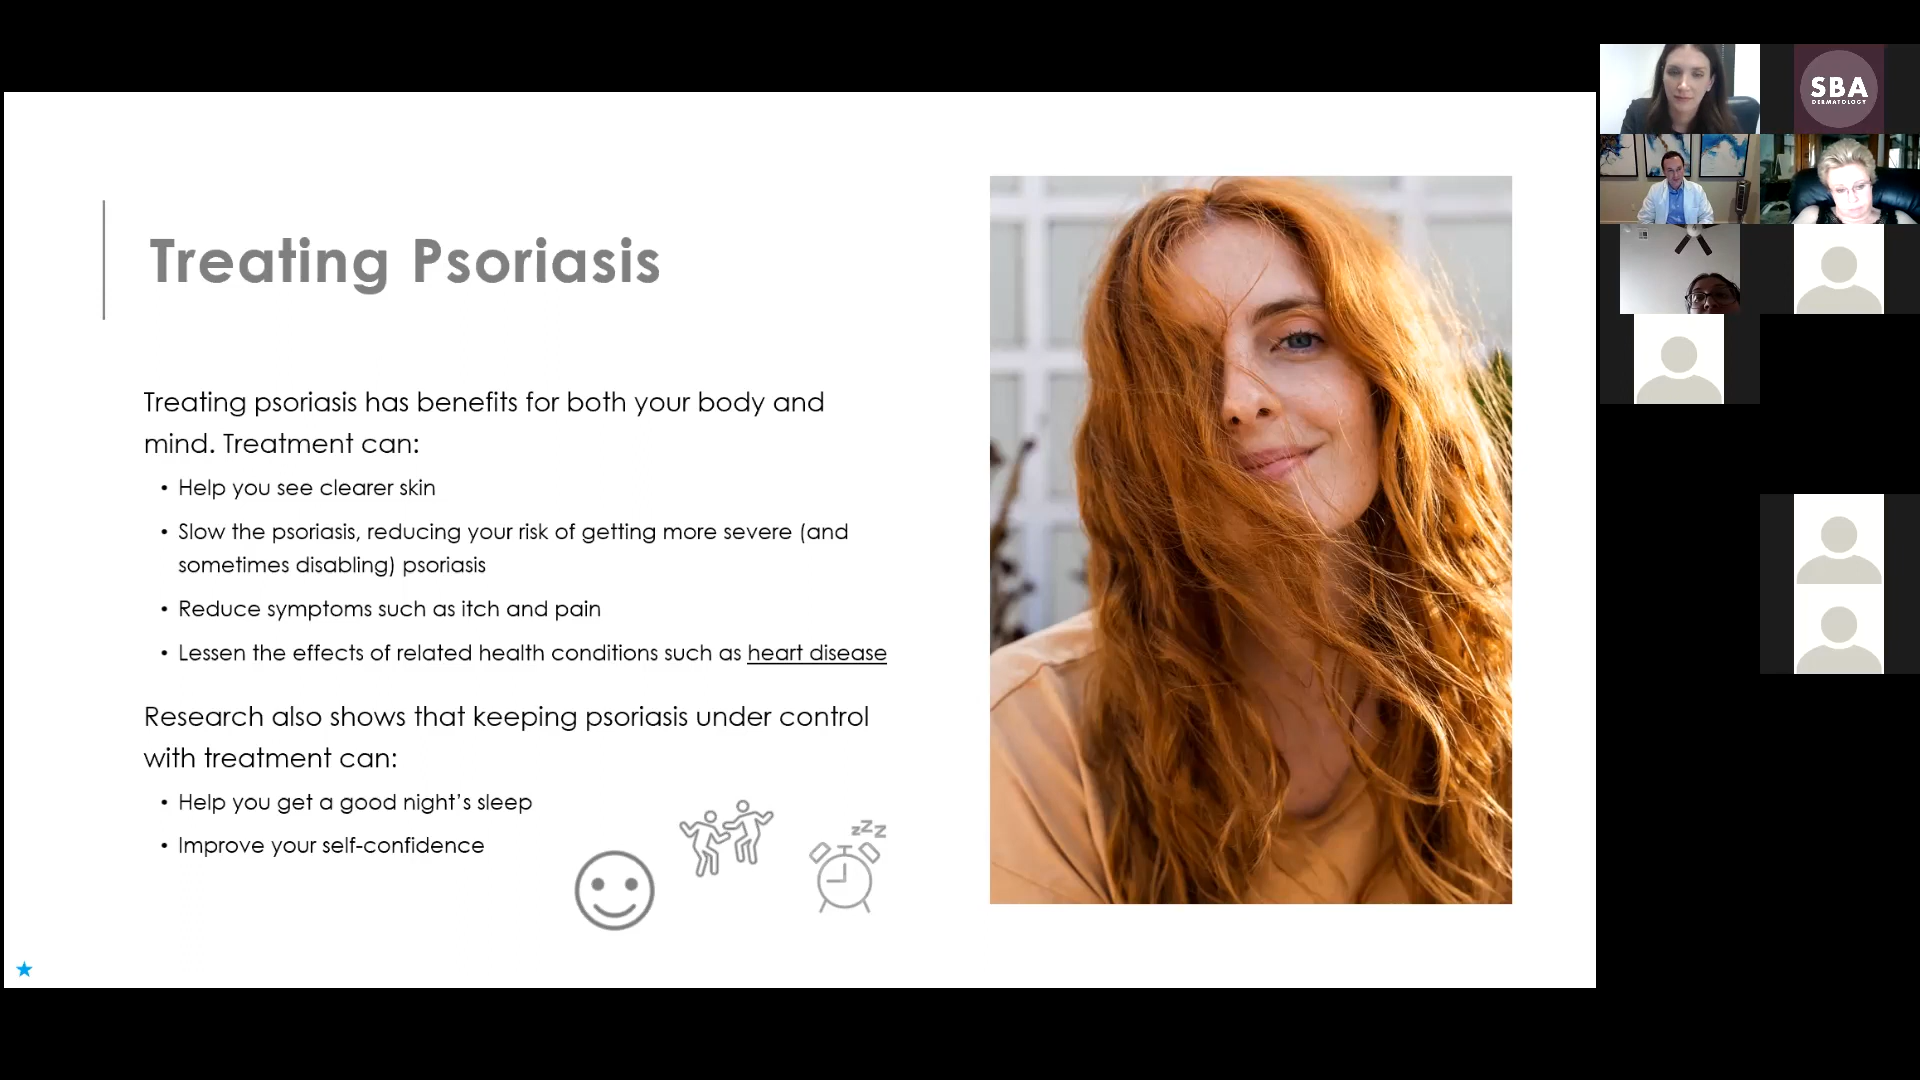 SBA
DERMATOLOGY
Treating Psoriasis
Treating psoriasis has benefits for both your body and
mind. Treatment can:
• Help you see clearer skin
• Slow the psoriasis, reducing your risk of getting more severe (and
sometimes disabling) psoriasis
• Reduce symptoms such as itch and pain
• Lessen the effects of related health conditions such as heart disease
Research also shows that keeping psoriasis under control
with treatment can:
• Help you get a good night’s sleep
• Improve your self-confidence
zZZ